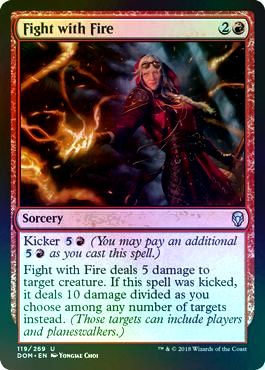 Fight with Fire 2
Sorcery
Kicker 5 (You may pay an additional
5 as you cast this spell.)
Fight with Fire deals 5 damage to
target creature. If this spell was kicked,
it deals 10 damage divided as you
choose among any number of targets
instead. (Those targets can include players
and planeswalkers.)
119/269 U
DOM • EN YONGJAE CHOI
™ & © 2018 Wizards of the Coast